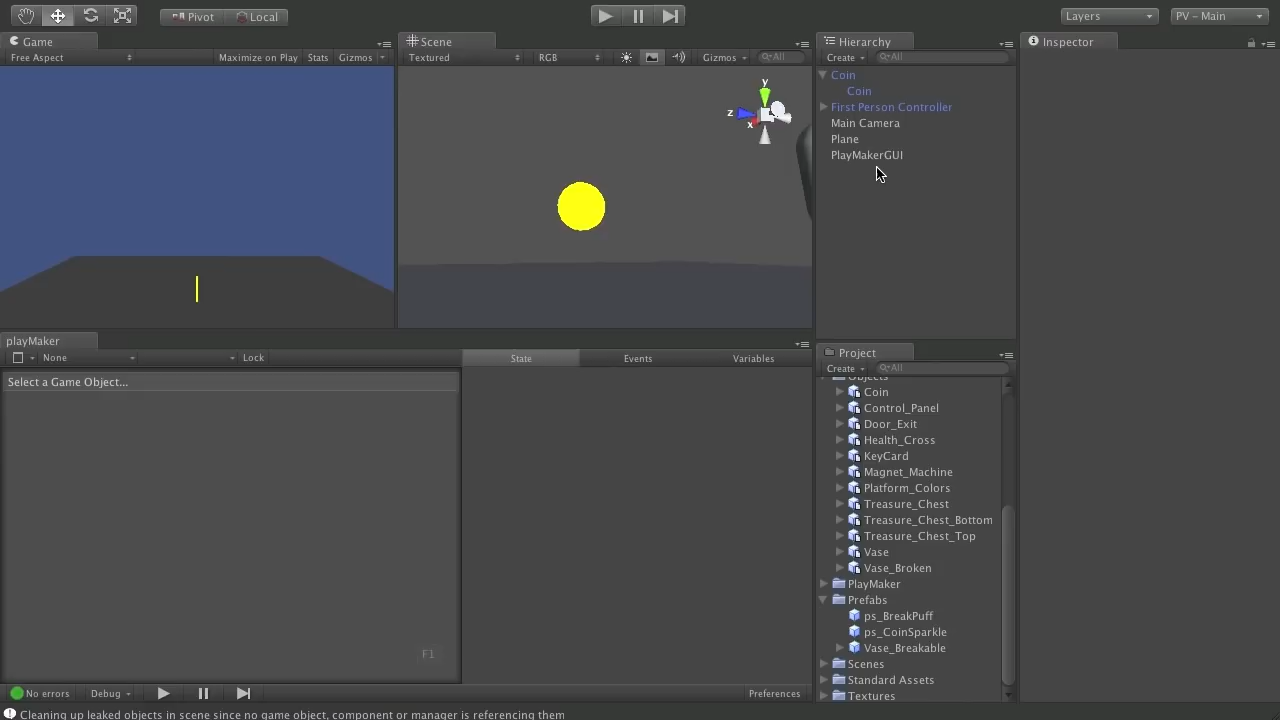 Pivot Local Layers PV - Main
Game Scene Hierarchy Inspector
Free Aspect Maximize on Play Stats Gizmos Textured RGB Gizmos All Create All
y
z
x
Coin
Coin
First Person Controller
Main Camera
Plane
PlayMakerGUI
playMaker
None Lock State Events Variables
Select a Game Object...
F1
No errors Debug Preferences
Project
Create All
Objects
Coin
Control_Panel
Door_Exit
Health_Cross
KeyCard
Magnet_Machine
Platform_Colors
Treasure_Chest
Treasure_Chest_Bottom
Treasure_Chest_Top
Vase
Vase_Broken
PlayMaker
Prefabs
ps_BreakPuff
ps_CoinSparkle
Vase_Breakable
Scenes
Standard Assets
Textures
Cleaning up leaked objects in scene since no game object, component or manager is referencing them